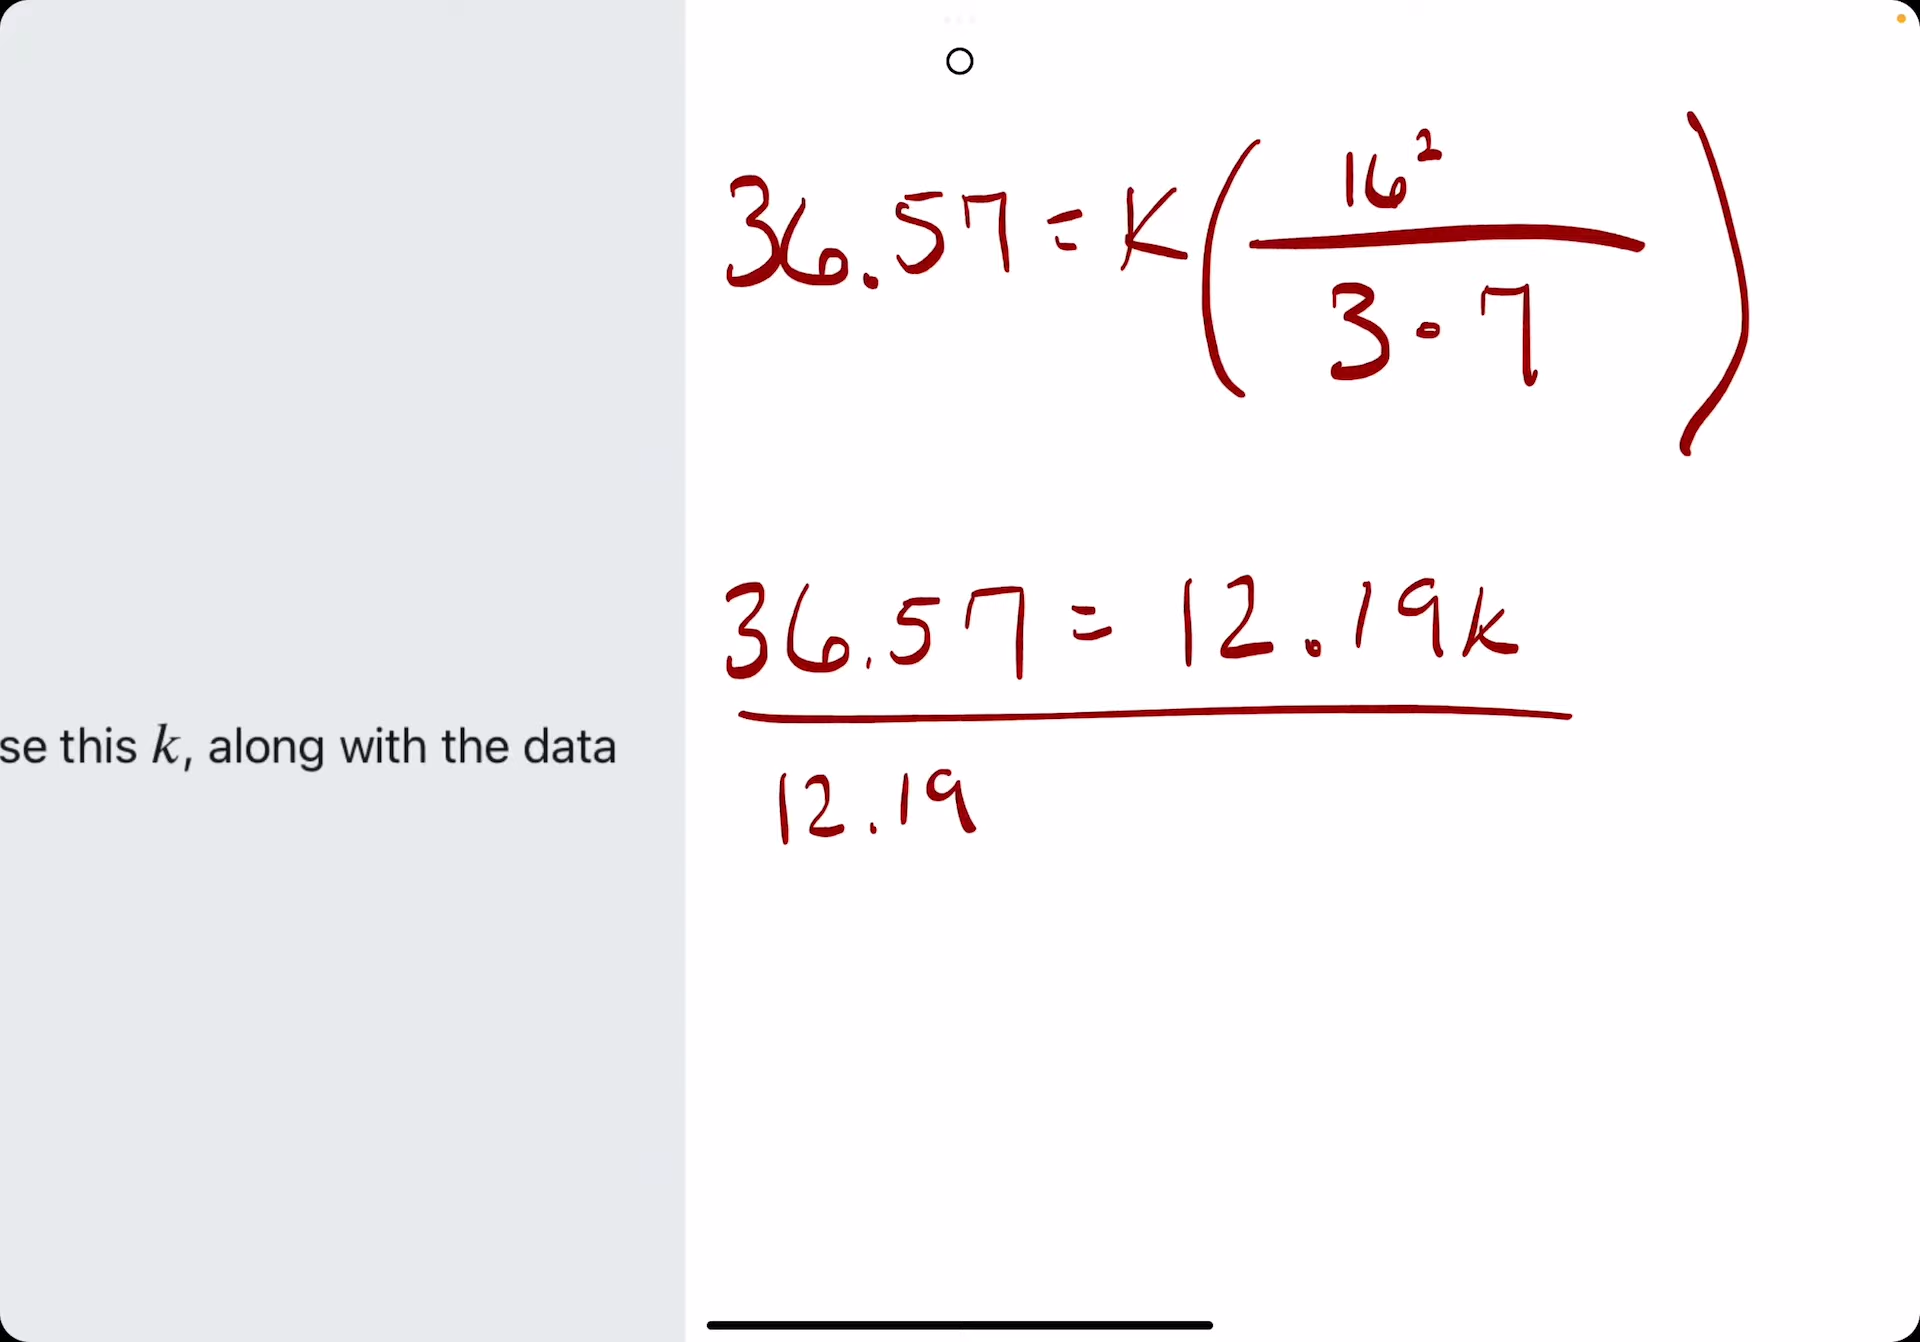 se this k, along with the data
36.57 = K( 16² / 3 · 7 )
36.57 = 12.19k
12.19